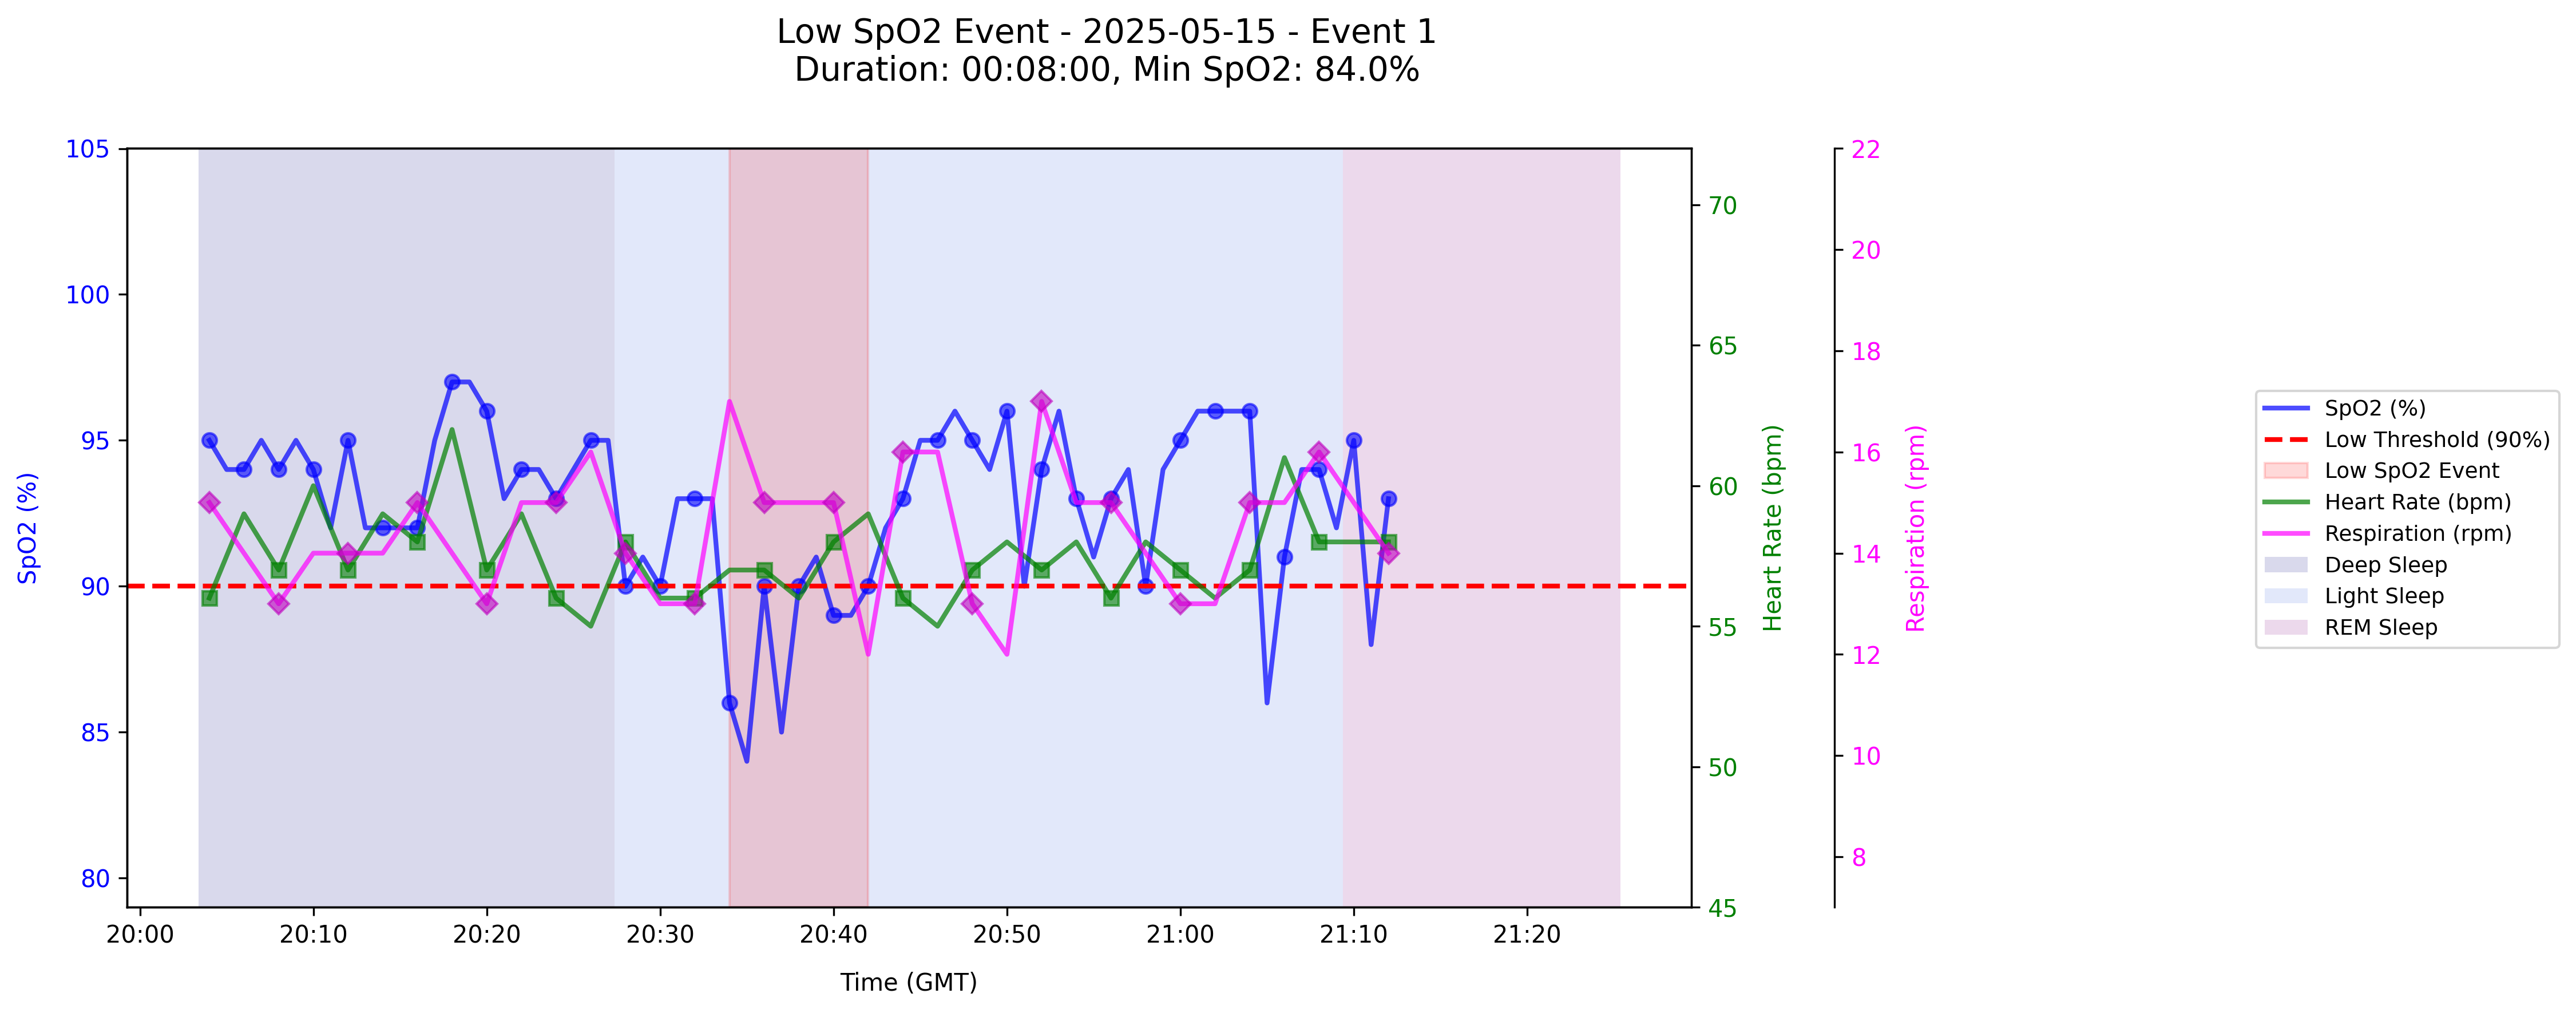 Low SpO2 Event - 2025-05-15 - Event 1
Duration: 00:08:00, Min SpO2: 84.0%
105
100
95
90
85
80
SpO2 (%)
20:00
20:10
20:20
20:30
20:40
20:50
21:00
21:10
21:20
Time (GMT)
70
65
60
55
50
45
Heart Rate (bpm)
22
20
18
16
14
12
10
8
Respiration (rpm)
SpO2 (%)
Low Threshold (90%)
Low SpO2 Event
Heart Rate (bpm)
Respiration (rpm)
Deep Sleep
Light Sleep
REM Sleep